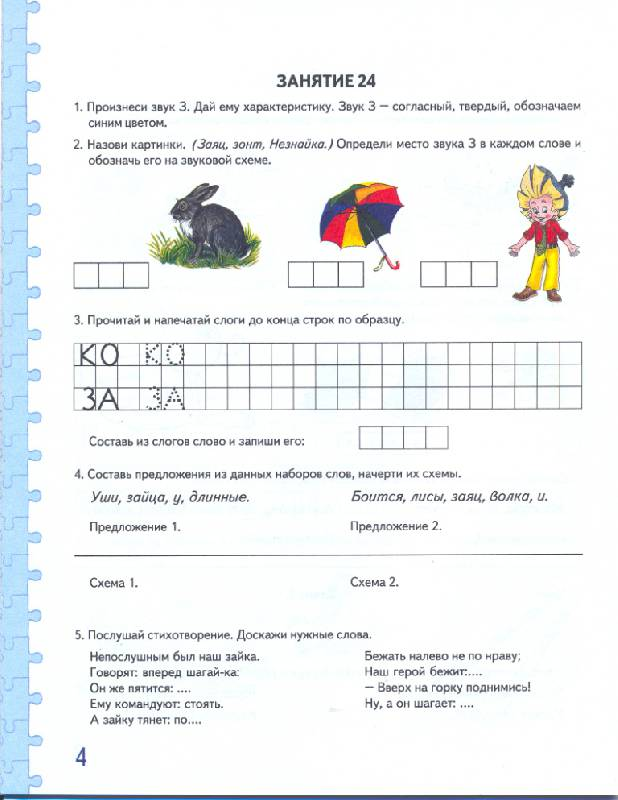 ЗАНЯТИЕ 24
1. Произнеси звук З. Дай ему характеристику. Звук З — согласный, твердый, обозначаем
синим цветом.
2. Назови картинки. (Заяц, зонт, Незнайка.) Определи место звука З в каждом слове и
обозначь его на звуковой схеме.
3. Прочитай и напечатай слоги до конца строк по образцу.
КО КО
ЗА ЗА
Составь из слогов слово и запиши его:
4. Составь предложения из данных наборов слов, начерти их схемы.
Уши, зайца, у, длинные. Боится, лисы, заяц, волка, и.
Предложение 1. Предложение 2.
Схема 1. Схема 2.
5. Послушай стихотворение. Доскажи нужные слова.
Непослушным был наш зайка.
Говорят: вперед шагай-ка:
Он же пятится: ....
Ему командуют: стоять.
А зайку тянет: по....
Бежать налево не по нраву;
Наш герой бежит:....
— Вверх на горку поднимись!
Ну, а он шагает: ....
4